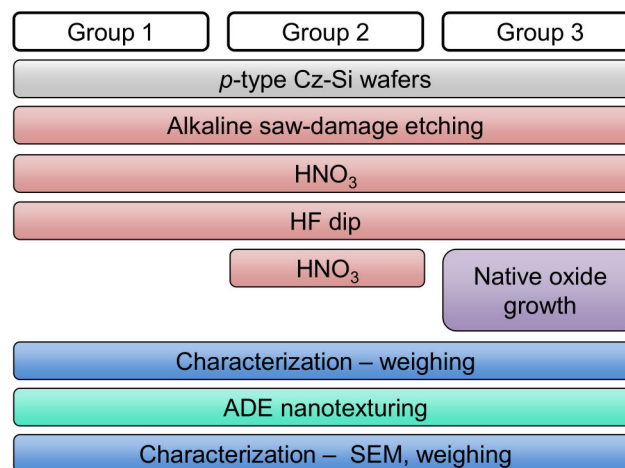 Group 1 Group 2 Group 3
p-type Cz-Si wafers
Alkaline saw-damage etching
HNO₃
HF dip
HNO₃
Native oxide
growth
Characterization – weighing
ADE nanotexturing
Characterization – SEM, weighing